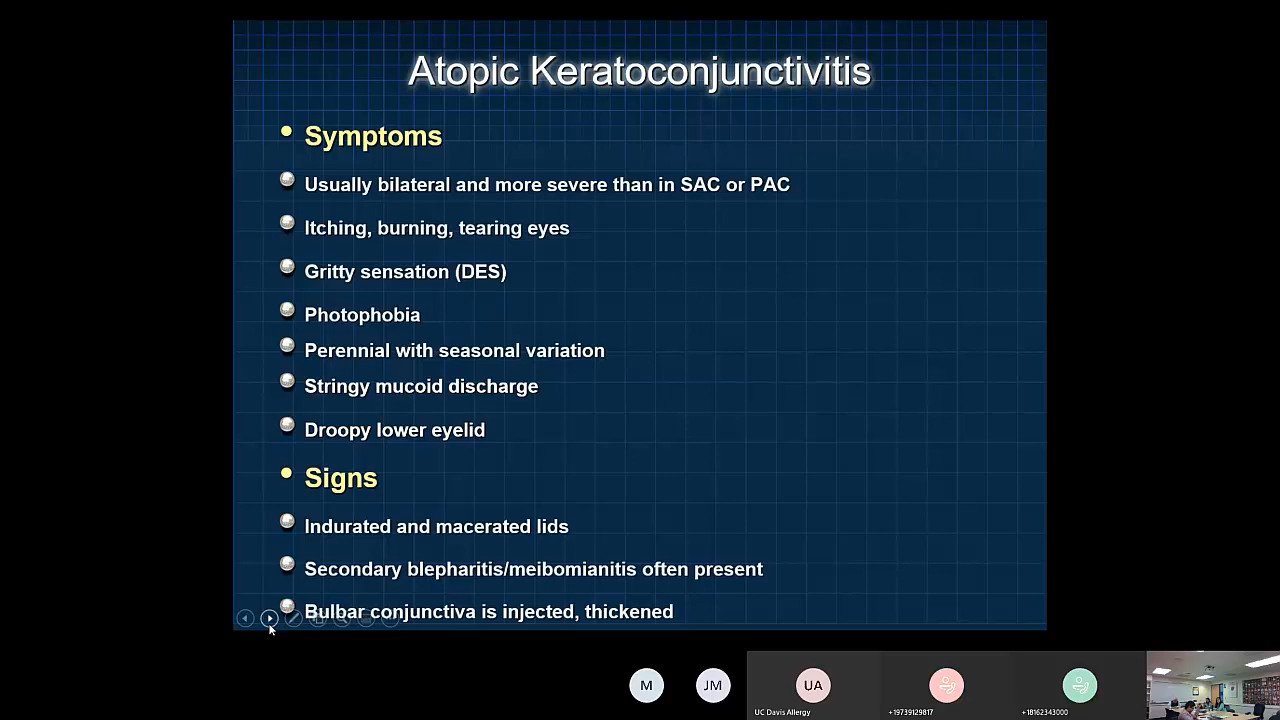 Atopic Keratoconjunctivitis
Symptoms
Usually bilateral and more severe than in SAC or PAC
Itching, burning, tearing eyes
Gritty sensation (DES)
Photophobia
Perennial with seasonal variation
Stringy mucoid discharge
Droopy lower eyelid
Signs
Indurated and macerated lids
Secondary blepharitis/meibomianitis often present
Bulbar conjunctiva is injected, thickened
M
JM
UA
UC Davis Allergy
+19739129817
+18162343000